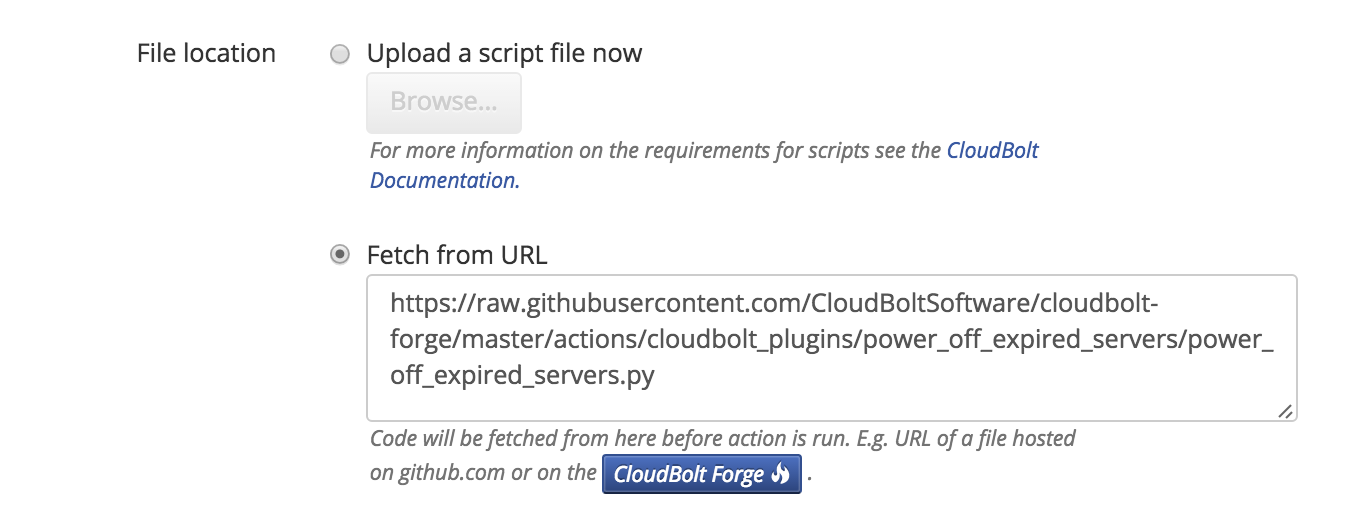 File location
Upload a script file now
Browse...
For more information on the requirements for scripts see the CloudBolt
Documentation.
Fetch from URL
https://raw.githubusercontent.com/CloudBoltSoftware/cloudbolt-
forge/master/actions/cloudbolt_plugins/power_off_expired_servers/power_
off_expired_servers.py
Code will be fetched from here before action is run. E.g. URL of a file hosted
on github.com or on the CloudBolt Forge .